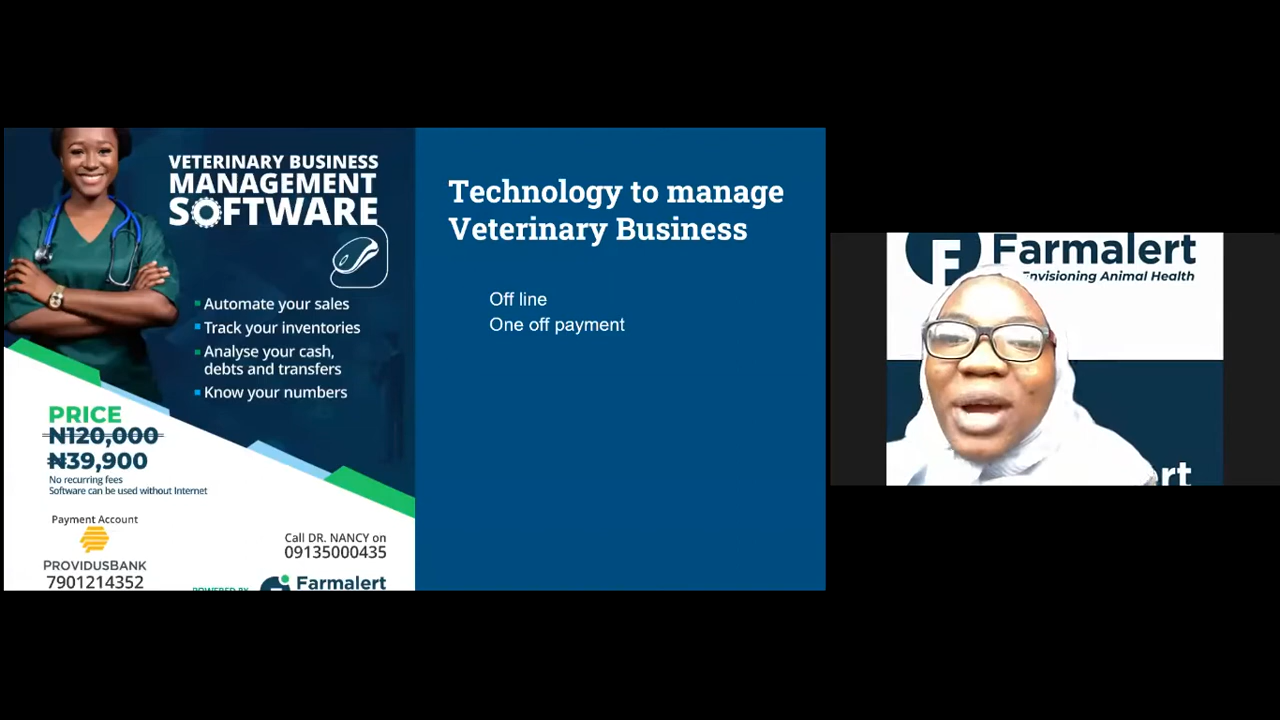 VETERINARY BUSINESS
MANAGEMENT
SOFTWARE
Automate your sales
Track your inventories
Analyse your cash,
debts and transfers
Know your numbers
PRICE
₦120,000
₦39,900
No recurring fees
Software can be used without Internet
Payment Account
PROVIDUSBANK
7901214352
Call DR. NANCY on
09135000435
POWERED BY
Farmalert
Technology to manage
Veterinary Business
Off line
One off payment
Farmalert
Envisioning Animal Health
rt